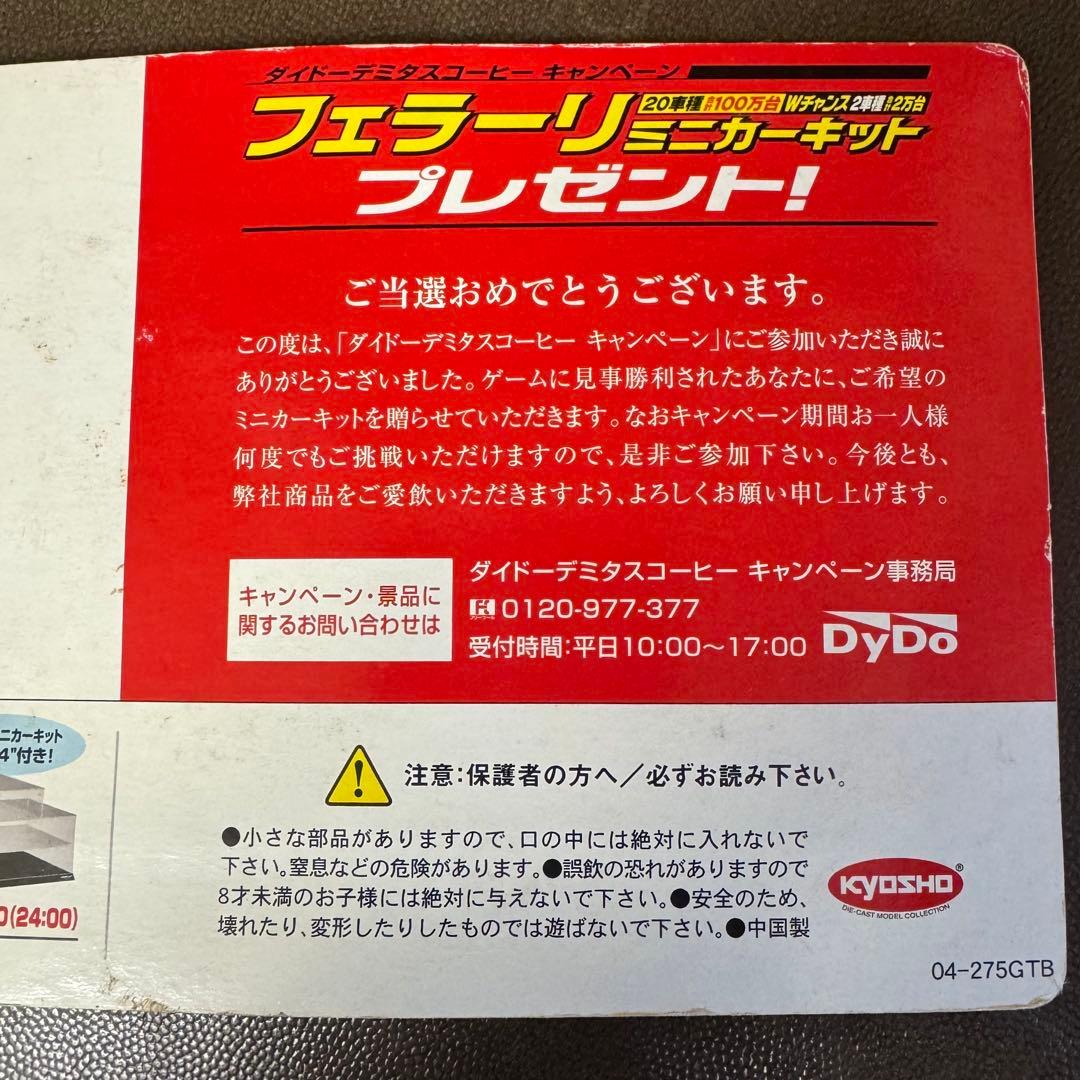 ダイドーデミタスコーヒー キャンペーン
フェラーリ
20車種合計100万台 Wチャンス2車種合計2万台
ミニカーキット
プレゼント!
ご当選おめでとうございます。
この度は、「ダイドーデミタスコーヒー キャンペーン」にご参加いただき誠に
ありがとうございました。ゲームに見事勝利されたあなたに、ご希望の
ミニカーキットを贈らせていただきます。なおキャンペーン期間お一人様
何度でもご挑戦いただけますので、是非ご参加下さい。今後とも、
弊社商品をご愛飲いただきますよう、よろしくお願い申し上げます。
キャンペーン・景品に
関するお問い合わせは
ダイドーデミタスコーヒー キャンペーン事務局
0120-977-377
受付時間:平日10:00〜17:00
DyDo
ニカーキット
4"付き!
0(24:00)
注意:保護者の方へ／必ずお読み下さい。
●小さな部品がありますので、口の中には絶対に入れないで
下さい。窒息などの危険があります。●誤飲の恐れがありますので
8才未満のお子様には絶対に与えないで下さい。●安全のため、
壊れたり、変形したりしたものでは遊ばないで下さい。●中国製
KYOSHO®
DIE-CAST MODEL COLLECTION
04-275GTB